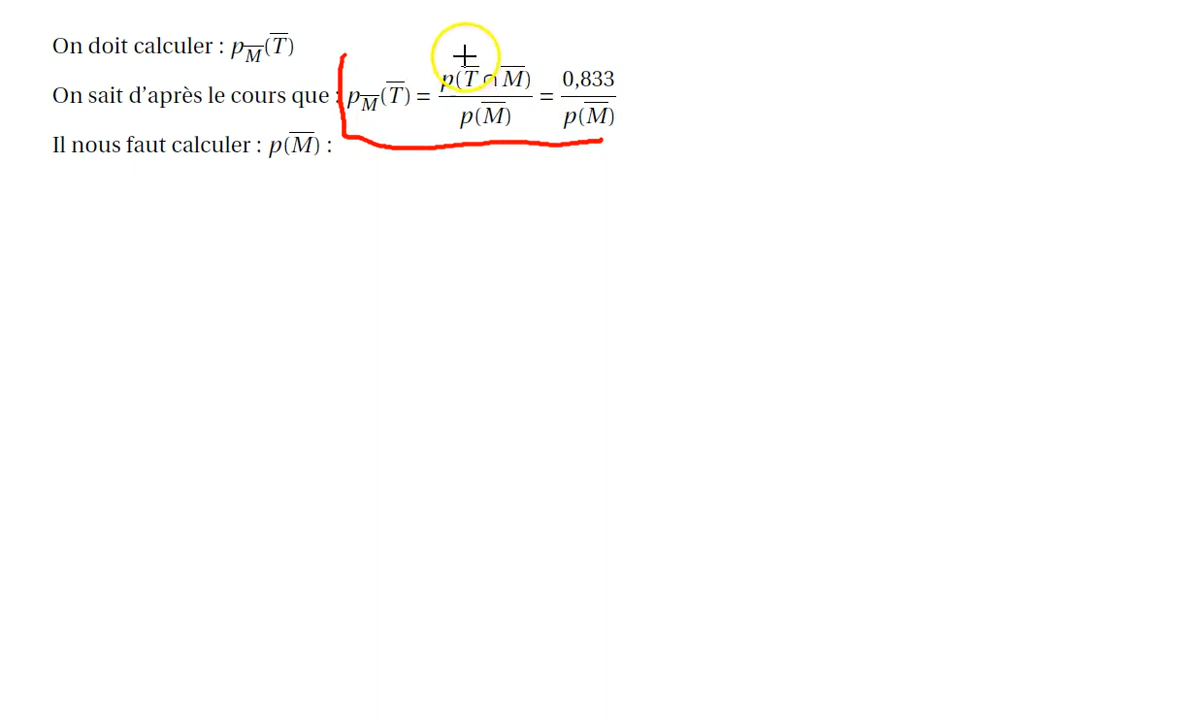 On doit calculer : p_M̅(T̅)
On sait d'après le cours que : p_M̅(T̅) = p(T̅ ∩ M̅) / p(M̅) = 0,833 / p(M̅)
Il nous faut calculer : p(M̅) :